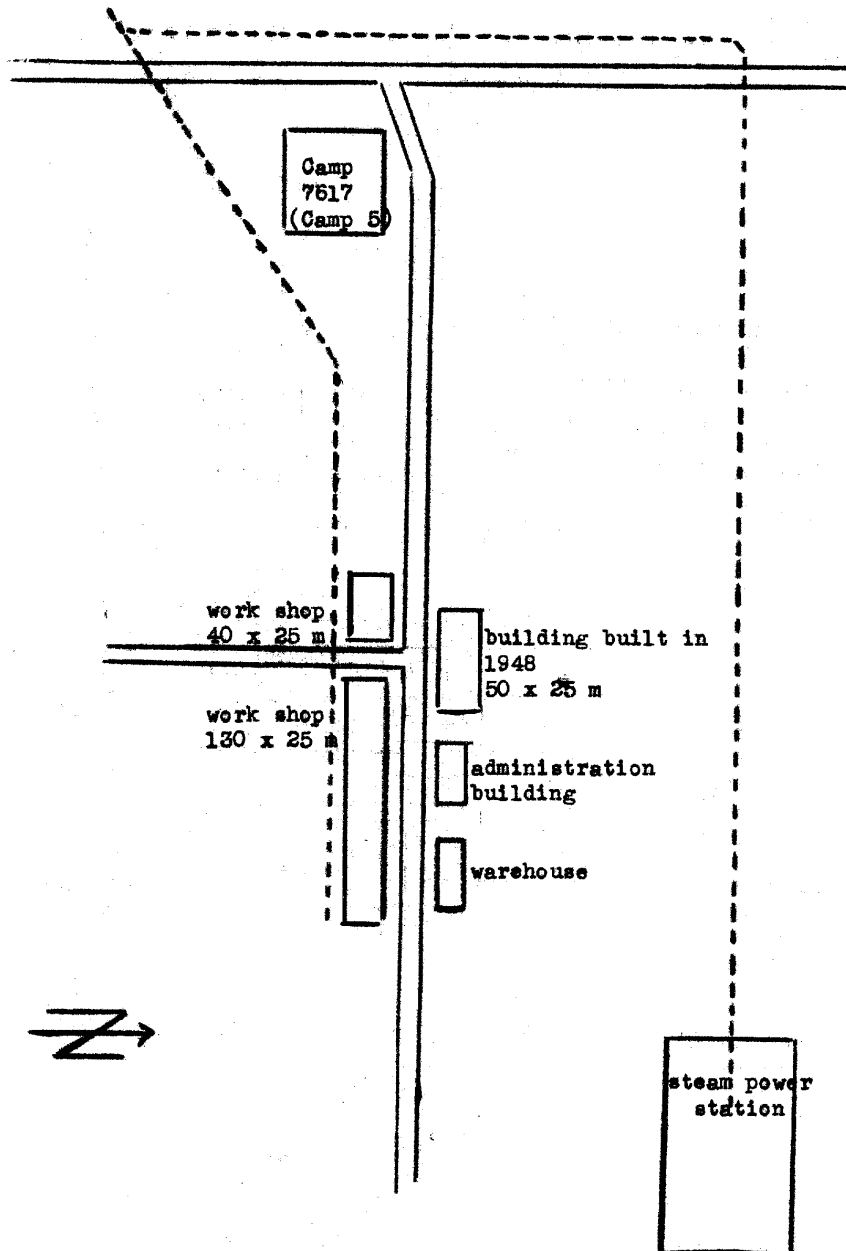 Camp
7617
(Camp 5)
work shop
40 x 25 m
building built in
1948
50 x 25 m
work shop
130 x 25 m
administration
building
warehouse
N
steam power
station